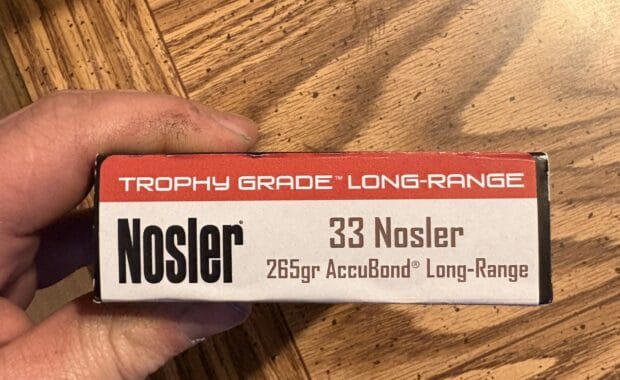 TROPHY GRADE™ LONG-RANGE
Nosler®
33 Nosler
265gr AccuBond® Long-Range